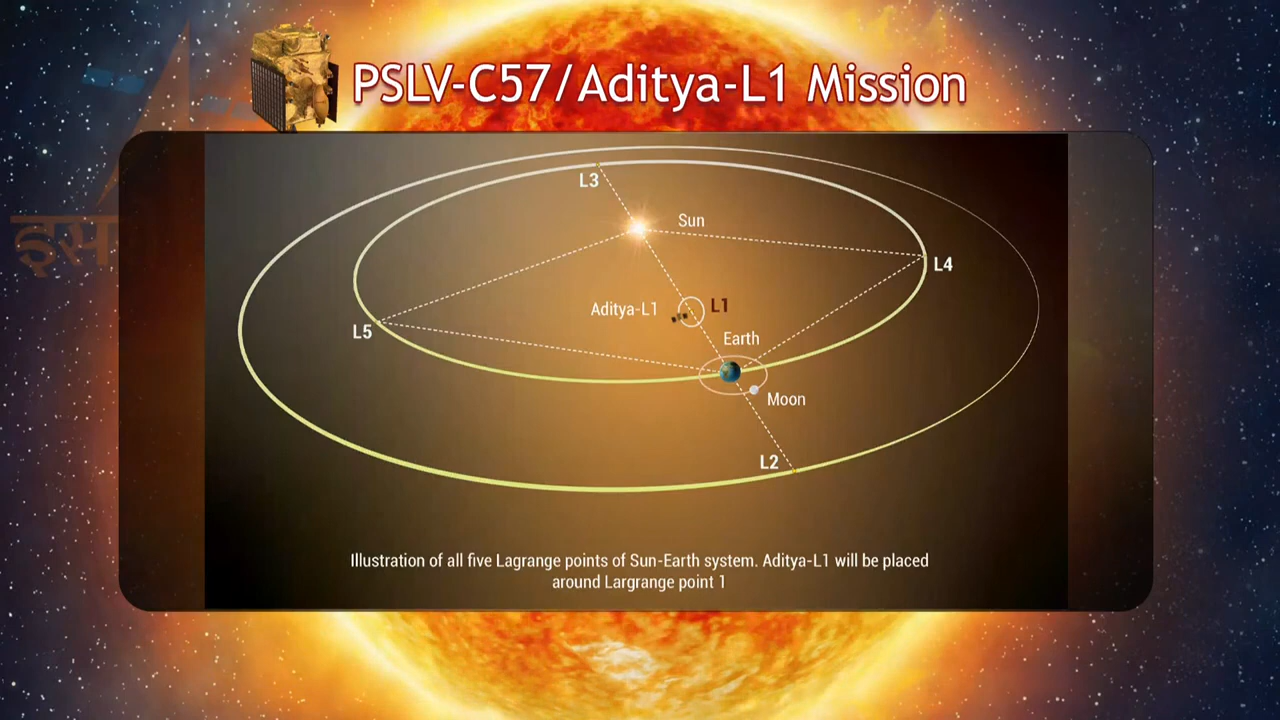 PSLV-C57/Aditya-L1 Mission
L3
Sun
L4
Aditya-L1
L1
L5
Earth
Moon
L2
Illustration of all five Lagrange points of Sun-Earth system. Aditya-L1 will be placed
around Largrange point 1